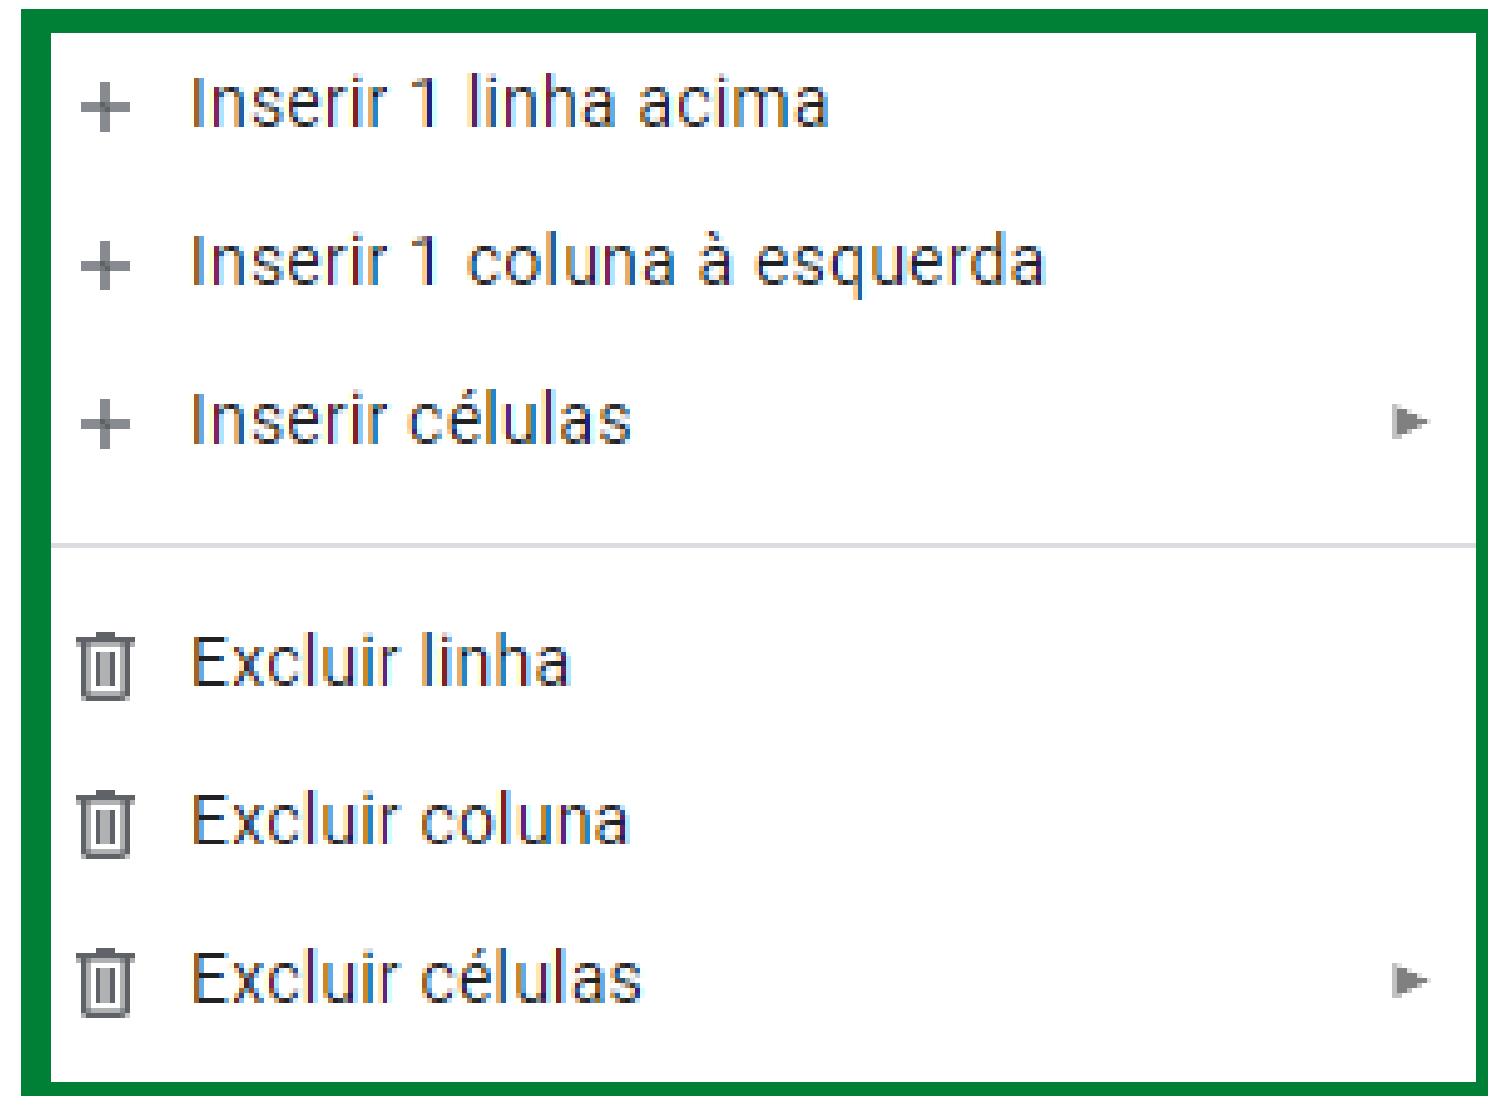 Inserir 1 linha acima
Inserir 1 coluna à esquerda
Inserir células
Excluir linha
Excluir coluna
Excluir células